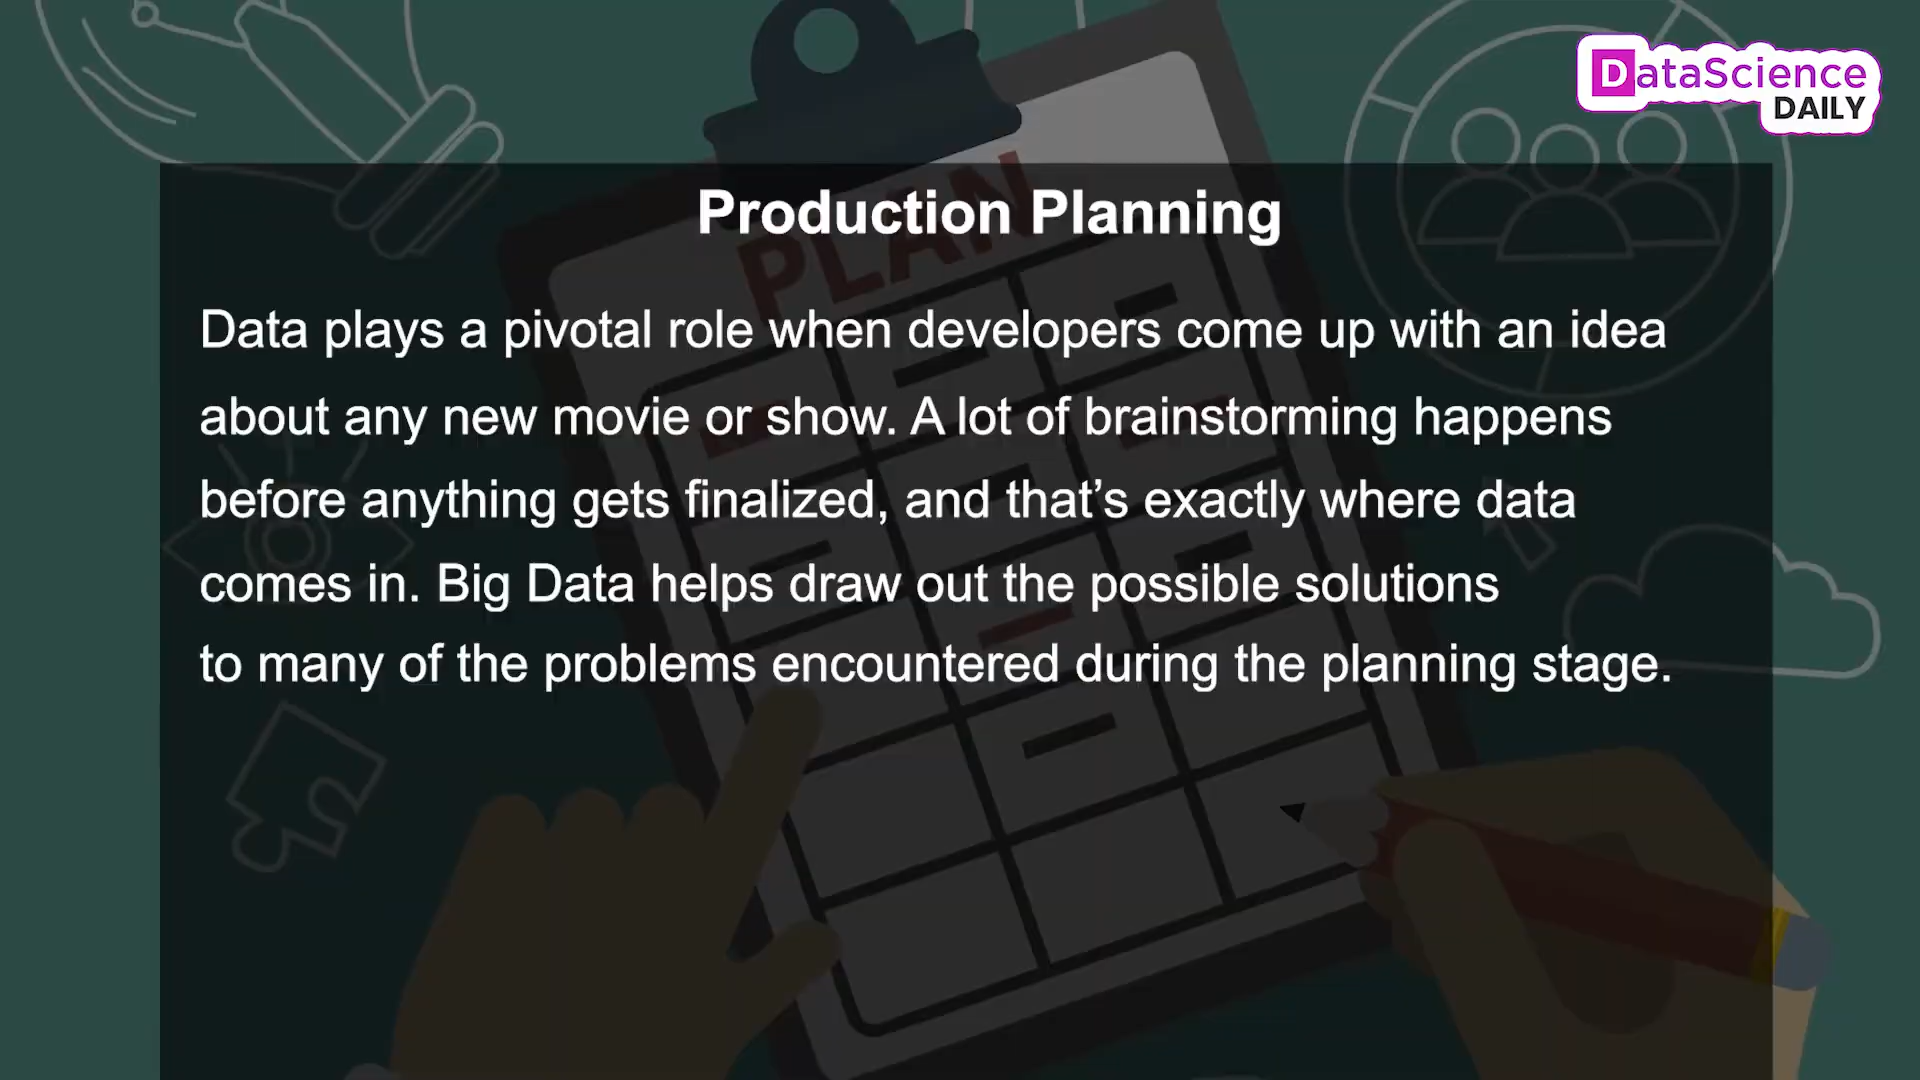 DataScience
DAILY
PLAN
Production Planning
Data plays a pivotal role when developers come up with an idea
about any new movie or show. A lot of brainstorming happens
before anything gets finalized, and that’s exactly where data
comes in. Big Data helps draw out the possible solutions
to many of the problems encountered during the planning stage.